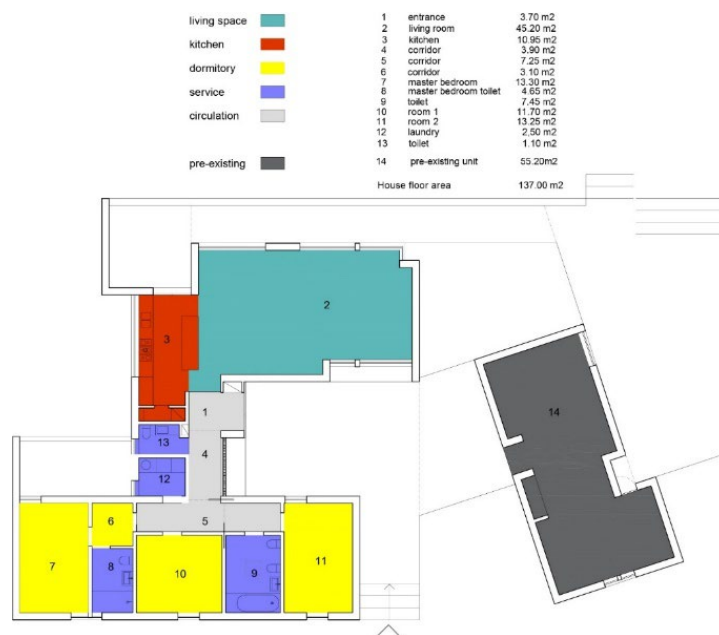 living space
kitchen
dormitory
service
circulation
pre-existing
1 entrance 3.70 m2
2 living room 45.20 m2
3 kitchen 10.95 m2
4 corridor 3,90 m2
5 corridor 7.25 m2
6 corridor 3.10 m2
7 master bedroom 13.30 m2
8 master bedroom toilet 4.65 m2
9 toilet 7.45 m2
10 room 1 11.70 m2
11 room 2 13.25 m2
12 laundry 2,50 m2
13 toilet 1.10 m2
14 pre-existing unit 55.20m2
House floor area 137.00 m2
2
3
1
14
13
4
12
6
5
7
8
10
9
11